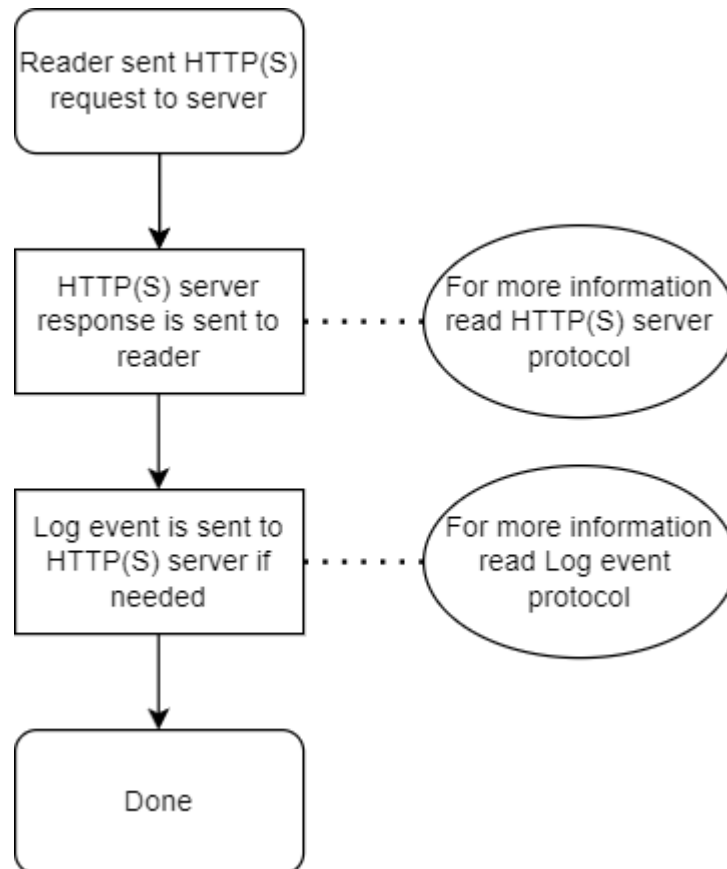 Reader sent HTTP(S)
request to server
HTTP(S) server
response is sent to
reader
For more information
read HTTP(S) server
protocol
Log event is sent to
HTTP(S) server if
needed
For more information
read Log event
protocol
Done